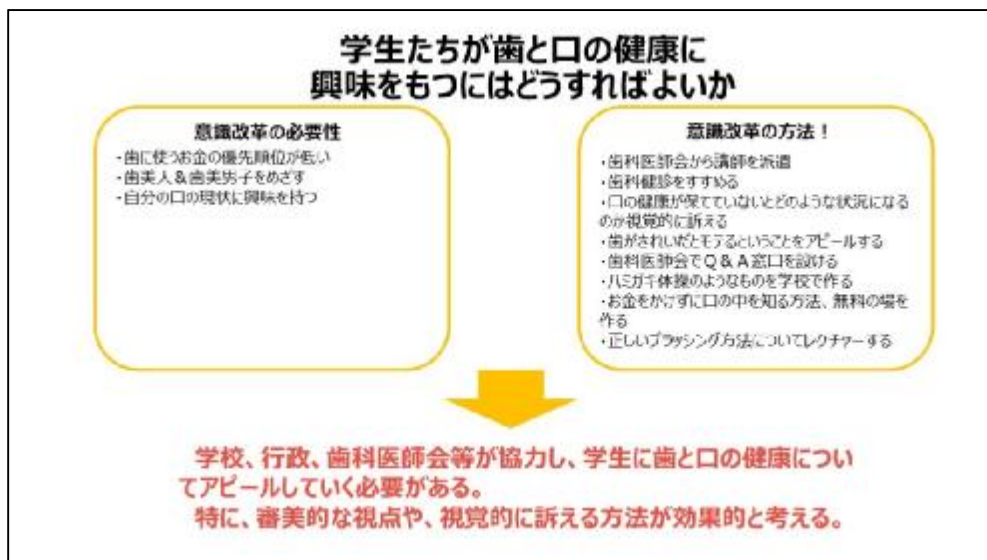 学生たちが歯と口の健康に
興味をもつにはどうすればよいか
意識改革の必要性
・歯に使うお金の優先順位が低い
・歯美人＆歯美男子をめざす
・自分の口の現状に興味を持つ
意識改革の方法！
・歯科医師会から講師を派遣
・歯科健診をすすめる
・口の健康が保てていないとどのような状況になる
のか視覚的に訴える
・歯がきれいだとモテるということをアピールする
・歯科医師会でＱ＆Ａ窓口を設ける
・ハミガキ体操のようなものを学校で作る
・お金をかけずに口の中を知る方法、無料の場を
作る
・正しいブラッシング方法についてレクチャーする
学校、行政、歯科医師会等が協力し、学生に歯と口の健康につい
てアピールしていく必要がある。
特に、審美的な視点や、視覚的に訴える方法が効果的と考える。